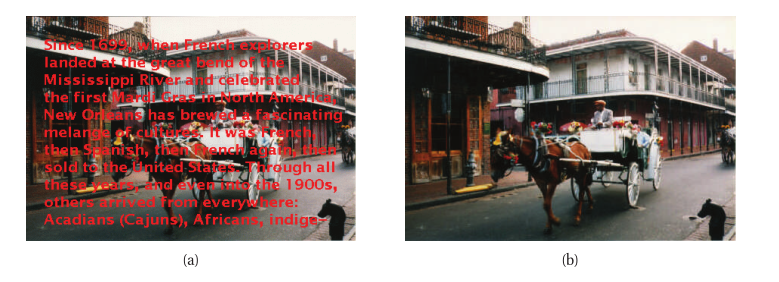 Since 1699, when French explorers
landed at the great bend of the
Mississippi River and celebrated
the first Mardi Gras in North America,
New Orleans has brewed a fascinating
melange of cultures. It was French,
then Spanish, then French again, then
sold to the United States. Through all
these years, and even into the 1900s,
others arrived from everywhere:
Acadians (Cajuns), Africans, indige-
(a)
(b)